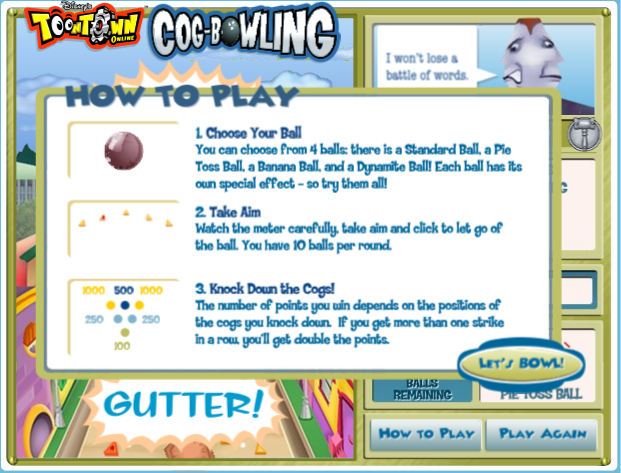 Disney's
TOONTOWN
ONLINE
COG-BOWLING
I won't lose a
battle of words.
HOW TO PLAY
1. Choose Your Ball
You can choose from 4 balls: there is a Standard Ball, a Pie
Toss Ball, a Banana Ball, and a Dynamite Ball! Each ball has its
own special effect - so try them all!
2. Take Aim
Watch the meter carefully, take aim and click to let go of
the ball. You have 10 balls per round.
3. Knock Down the Cogs!
The number of points you win depends on the positions of
the cogs you knock down. If you get more than one strike
in a row, you'll get double the points.
1000 500 1000
250 250
100
LET'S BOWL!
GUTTER!
BALLS
REMAINING
PIE TOSS BALL
HOW TO PLAY
PLAY AGAIN